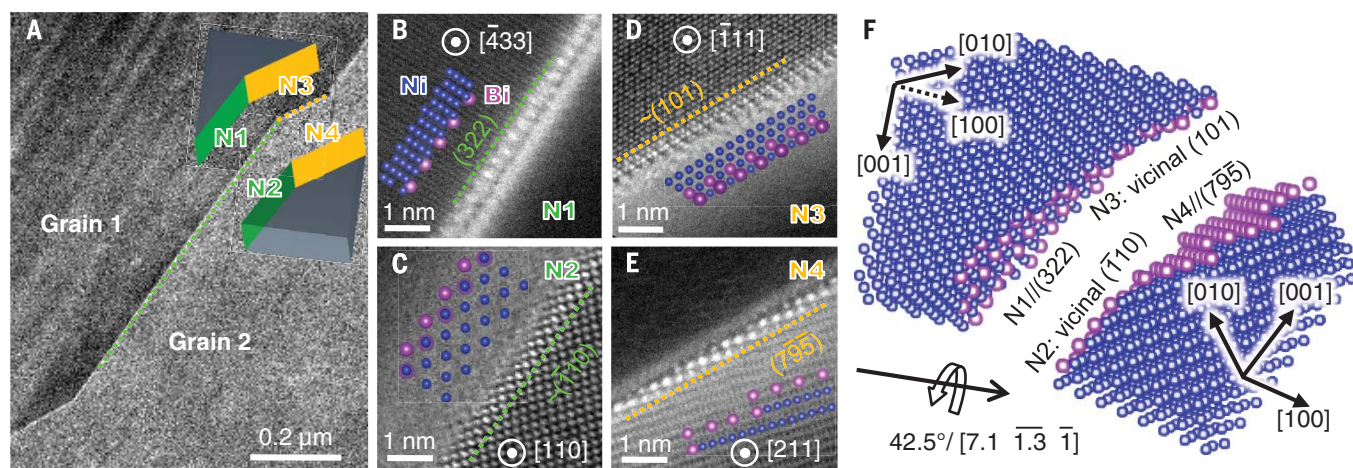 A
N3
N1
N4
N2
Grain 1
Grain 2
0.2 μm
B
[4̅33]
Ni
Bi
(322)
1 nm
N1
C
N2
~(1̅10)
1 nm
[110]
D
[1̅11]
~(101)
1 nm
N3
E
N4
(79̅5̅)
1 nm
[211]
F
[010]
[100]
[001]
N3: vicinal (101)
N1//(322)
N4//(79̅5̅)
N2: vicinal (1̅10)
[010]
[001]
[100]
42.5°/ [7.1 1̅.̅3̅ 1̅]